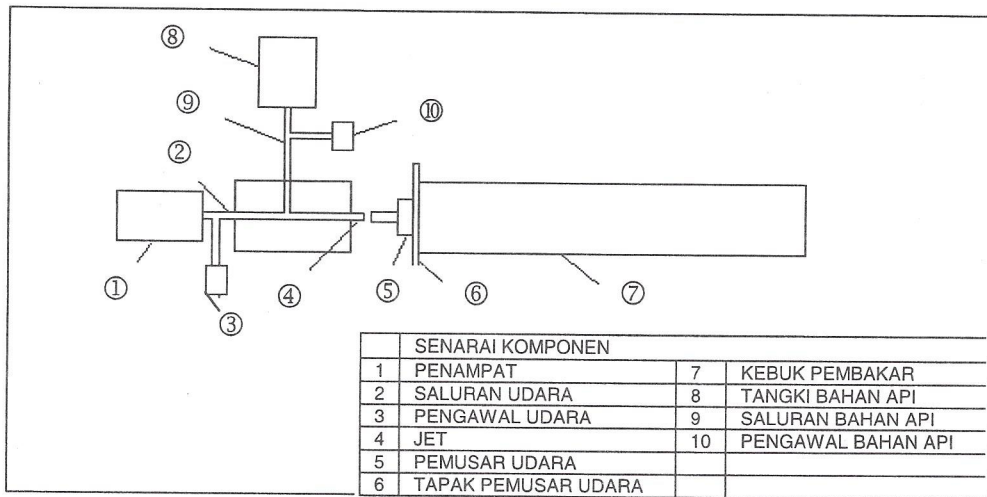 ⑧
⑨
⑩
②
①
③
④
⑤
⑥
⑦
SENARAI KOMPONEN
1 PENAMPAT 7 KEBUK PEMBAKAR
2 SALURAN UDARA 8 TANGKI BAHAN API
3 PENGAWAL UDARA 9 SALURAN BAHAN API
4 JET 10 PENGAWAL BAHAN API
5 PEMUSAR UDARA
6 TAPAK PEMUSAR UDARA